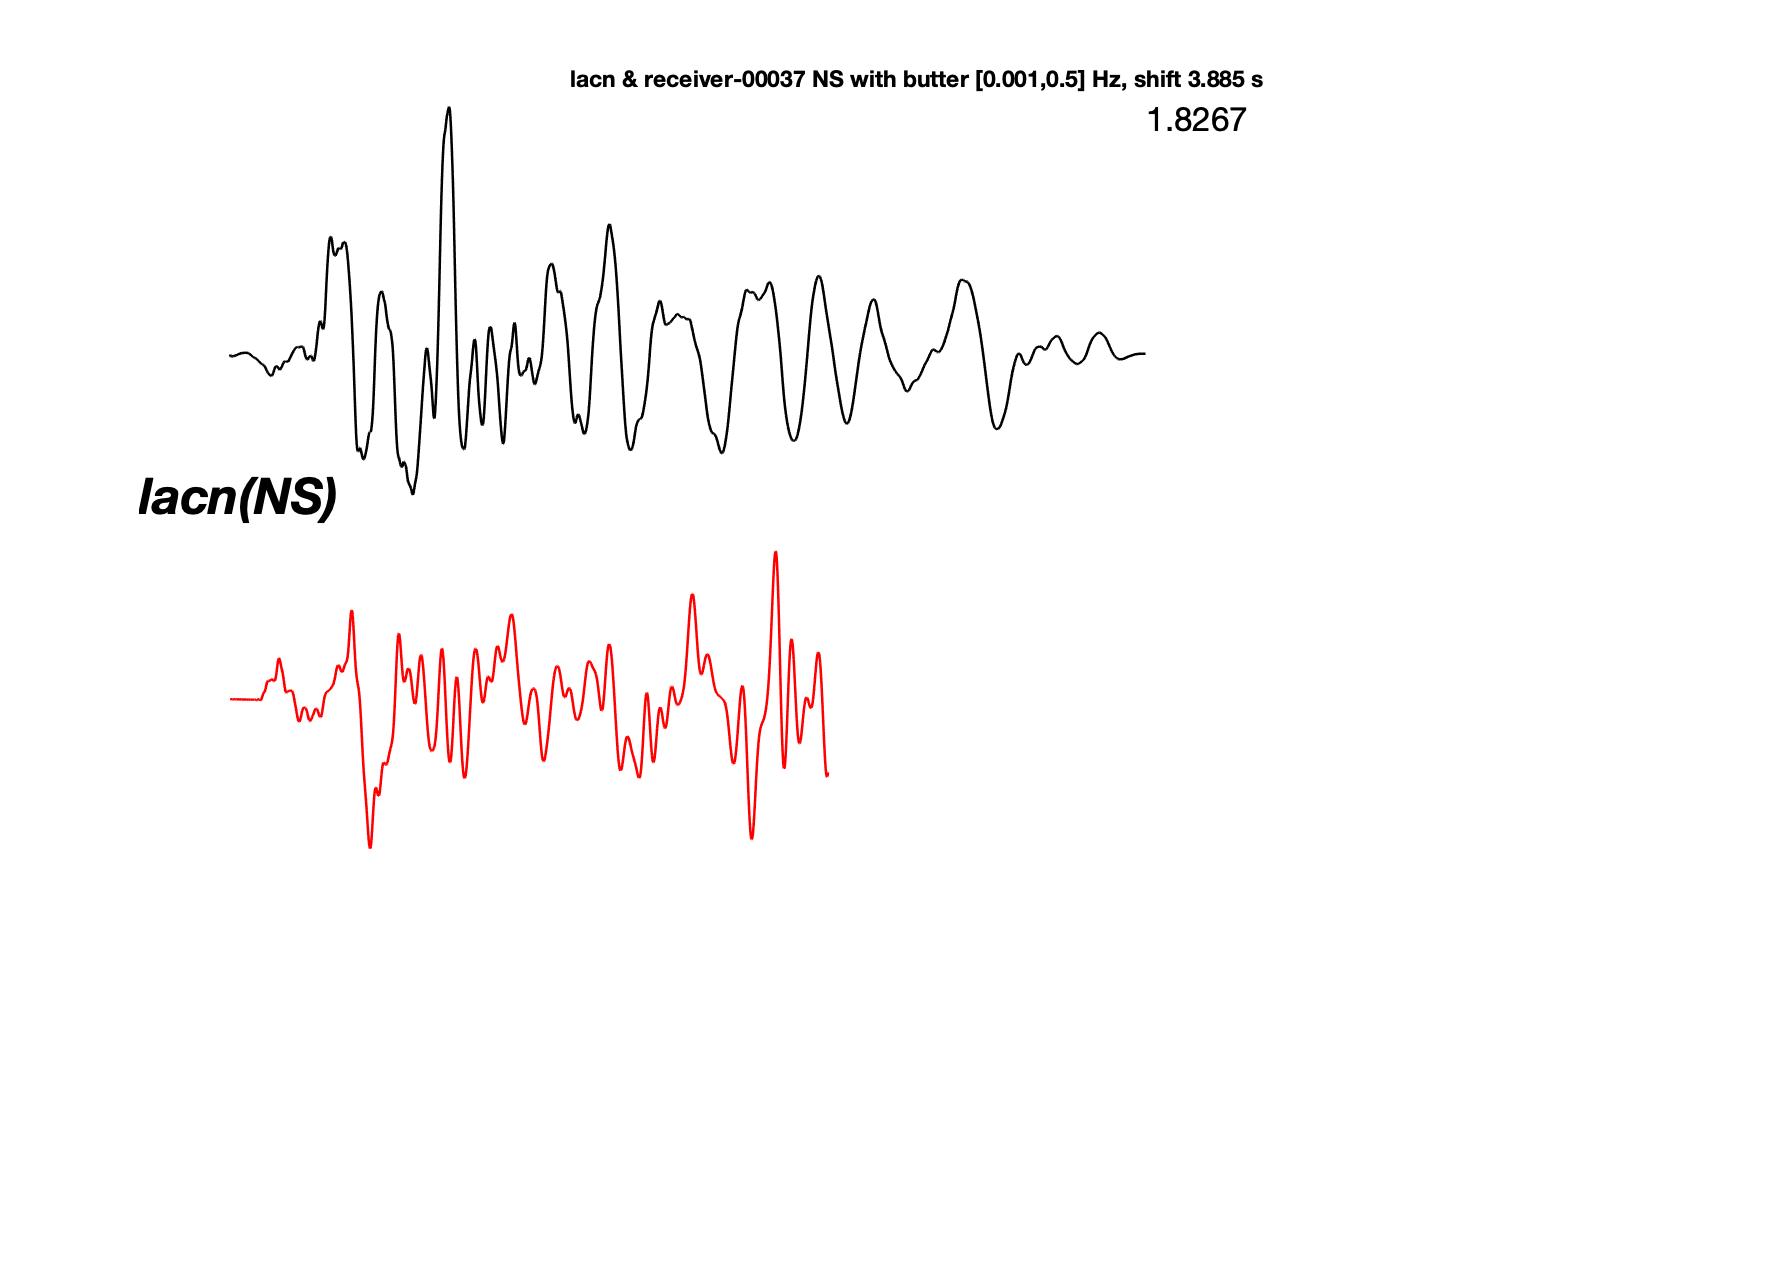 lacn & receiver-00037 NS with butter [0.001,0.5] Hz, shift 3.885 s
1.8267
lacn(NS)